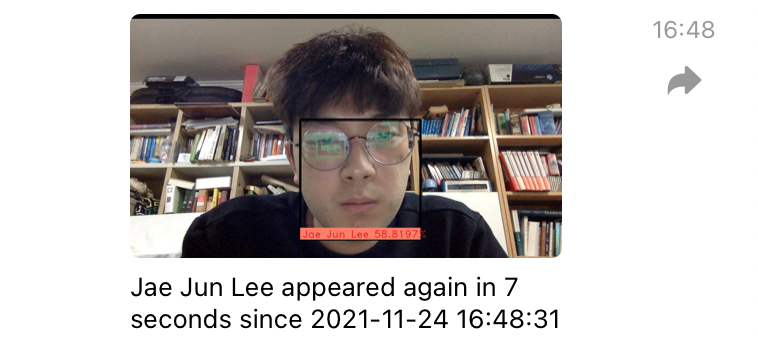 16:48
Jae Jun Lee 58.8197%
Jae Jun Lee appeared again in 7
seconds since 2021-11-24 16:48:31